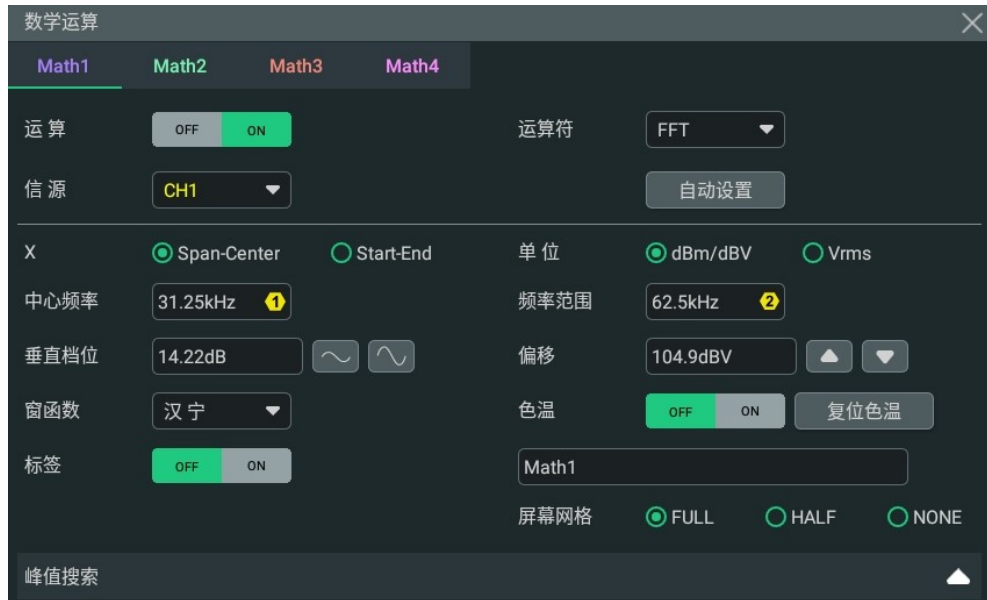 数学运算
Math1 Math2 Math3 Math4
运算 OFF ON 运算符 FFT
信源 CH1 自动设置
X Span-Center Start-End 单位 dBm/dBV Vrms
中心频率 31.25kHz 1 频率范围 62.5kHz 2
垂直档位 14.22dB 偏移 104.9dBV
窗函数 汉宁 色温 OFF ON 复位色温
标签 OFF ON Math1
屏幕网格 FULL HALF NONE
峰值搜索